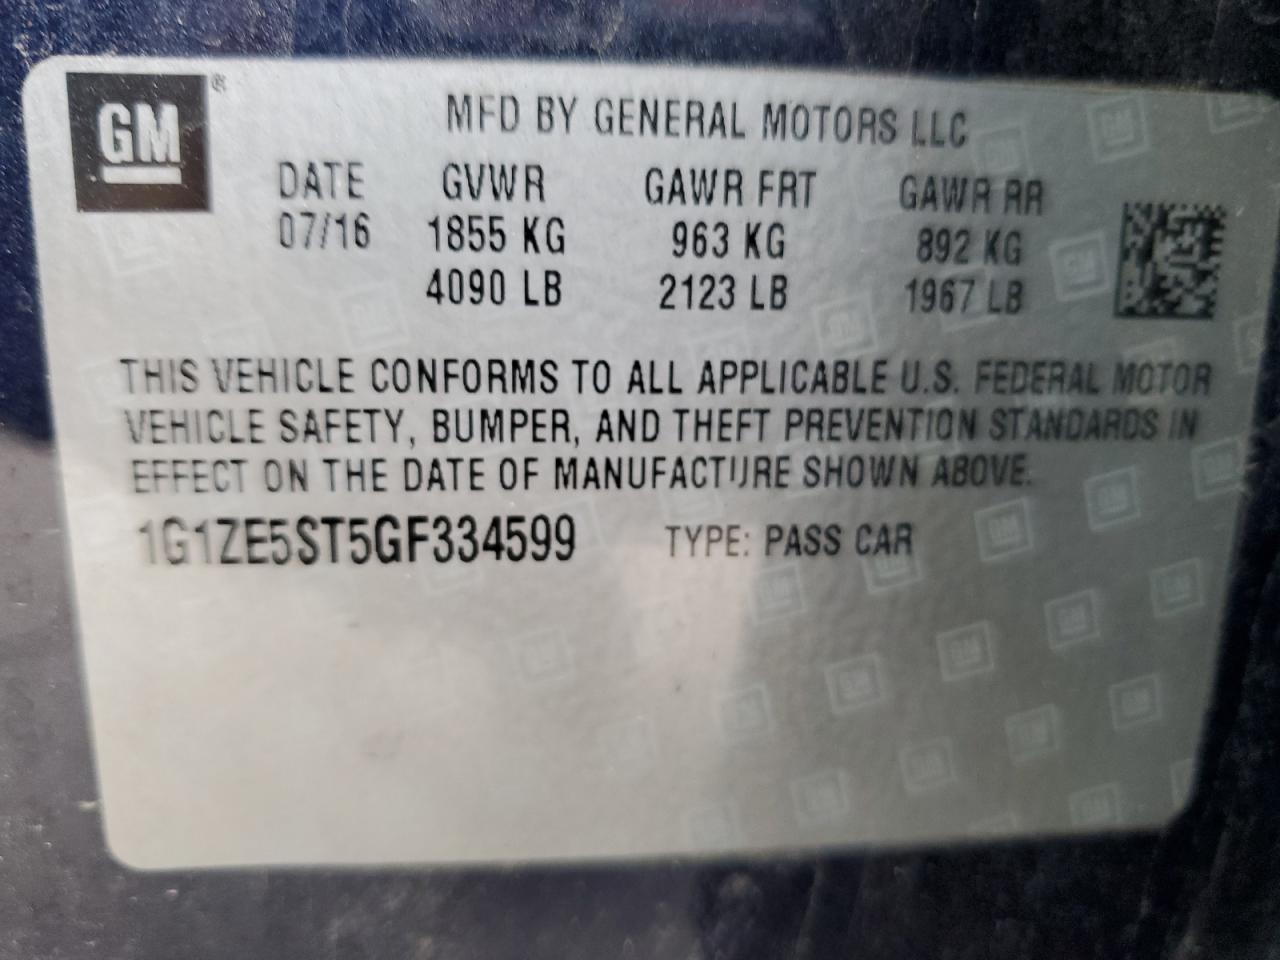 GM®
MFD BY GENERAL MOTORS LLC
DATE GVWR GAWR FRT GAWR RR
07/16 1855 KG 963 KG 892 KG
4090 LB 2123 LB 1967 LB
THIS VEHICLE CONFORMS TO ALL APPLICABLE U.S. FEDERAL MOTOR
VEHICLE SAFETY, BUMPER, AND THEFT PREVENTION STANDARDS IN
EFFECT ON THE DATE OF MANUFACTURE SHOWN ABOVE.
1G1ZE5ST5GF334599 TYPE: PASS CAR